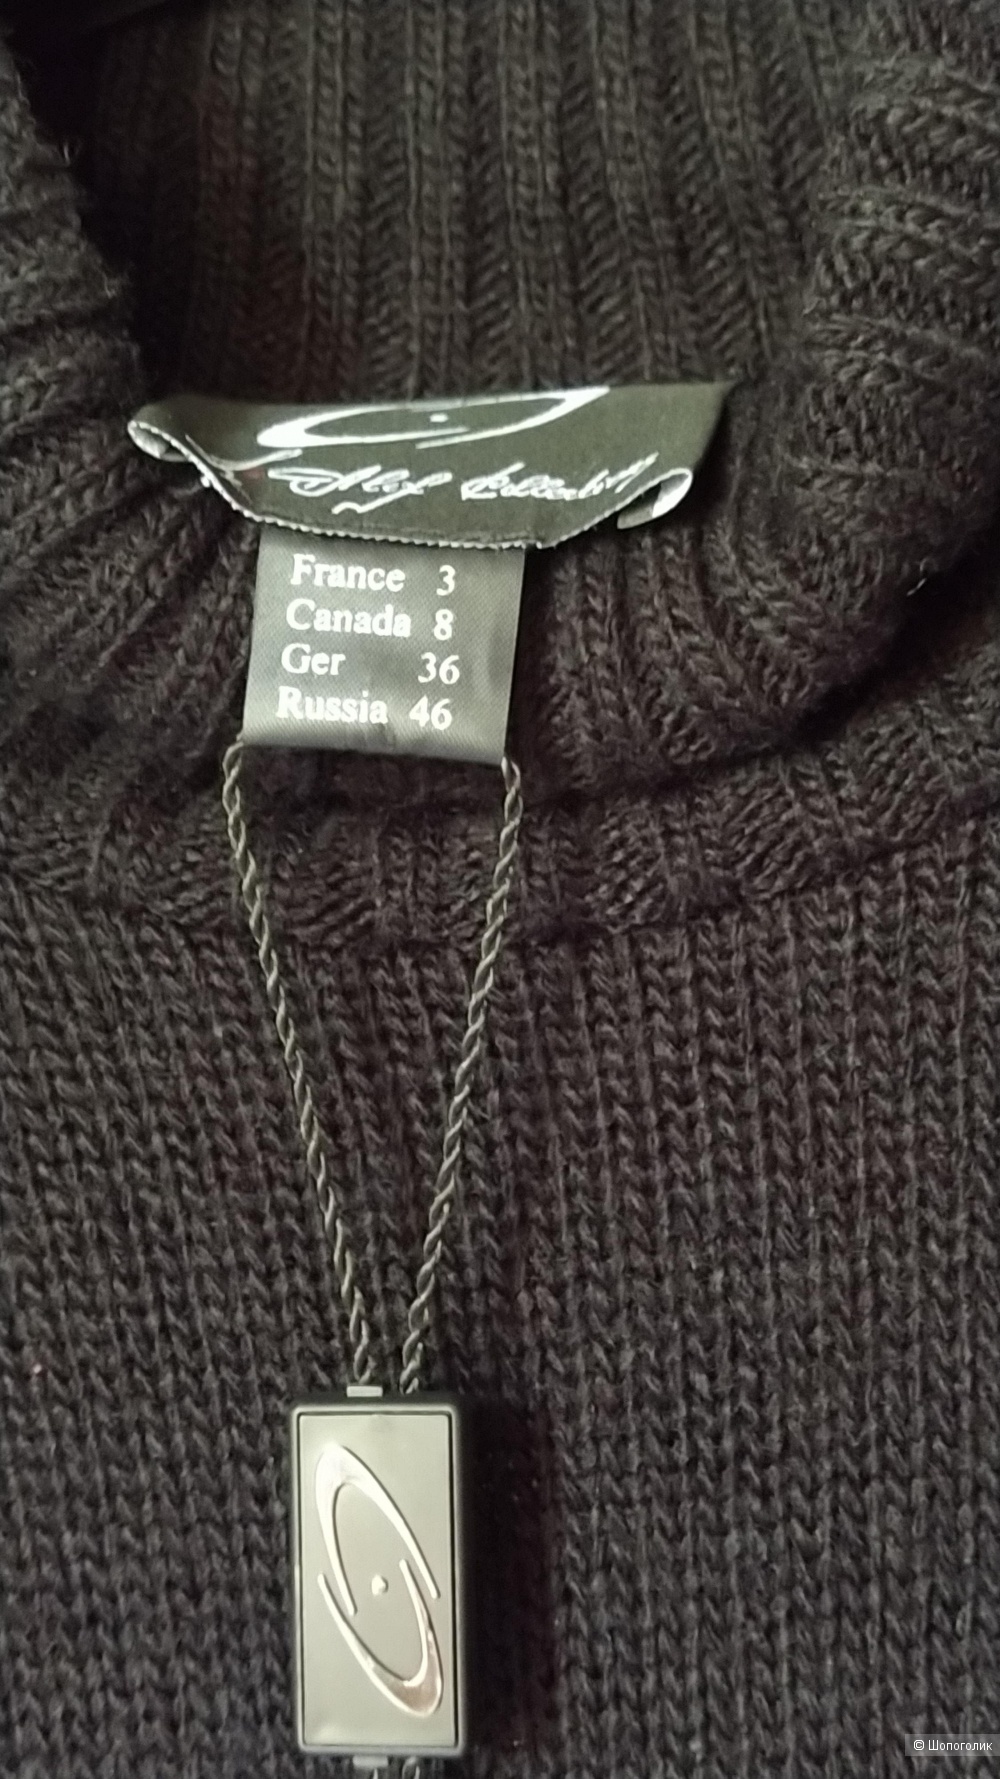 France 3
Canada 8
Ger 36
Russia 46
© Шопоголик